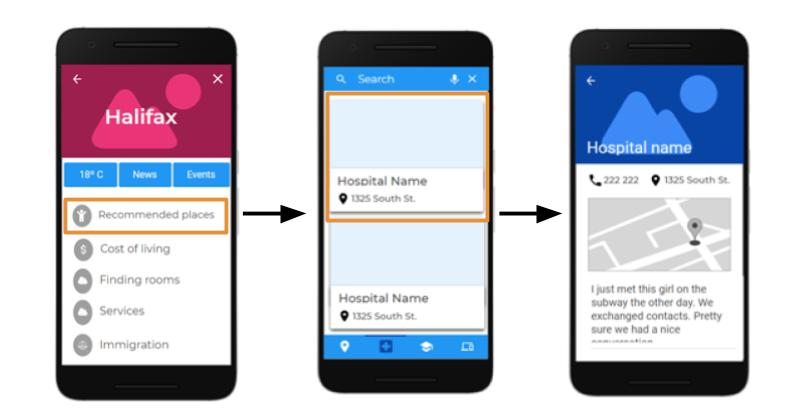 Halifax
18° C
News
Events
Recommended places
Cost of living
Finding rooms
Services
Immigration
Search
Hospital Name
1325 South St.
Hospital Name
1325 South St.
Hospital name
222 222
1325 South St.
I just met this girl on the
subway the other day. We
exchanged contacts. Pretty
sure we had a nice
conversation